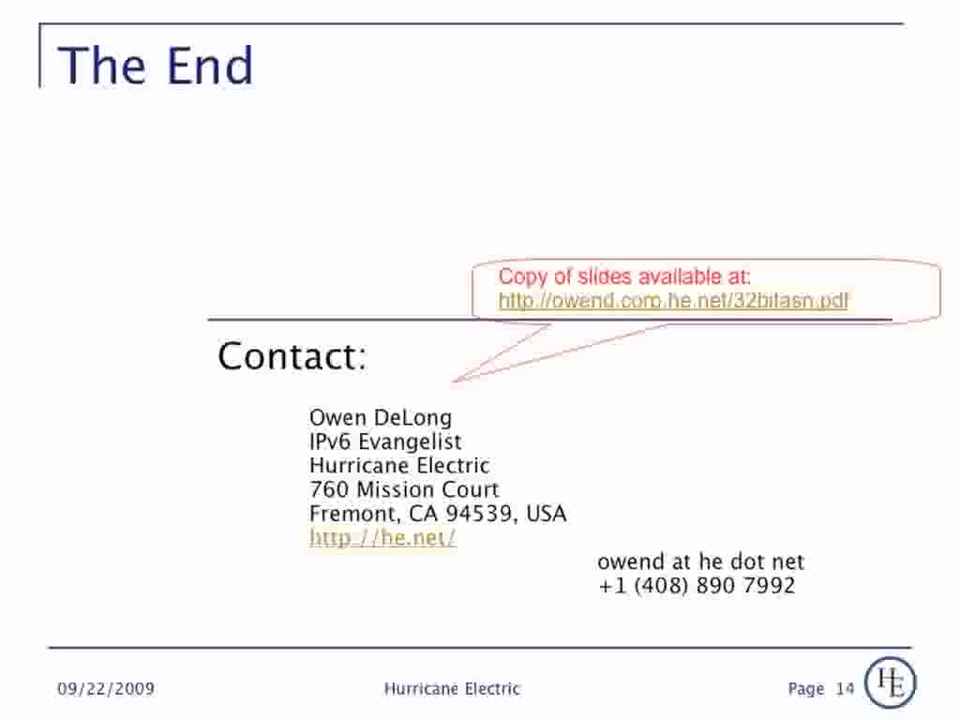 The End
Copy of slides available at:
http://owend.corp.he.net/32bitasn.pdf
Contact:
Owen DeLong
IPv6 Evangelist
Hurricane Electric
760 Mission Court
Fremont, CA 94539, USA
http://he.net/
owend at he dot net
+1 (408) 890 7992
09/22/2009
Hurricane Electric
Page 14
HE